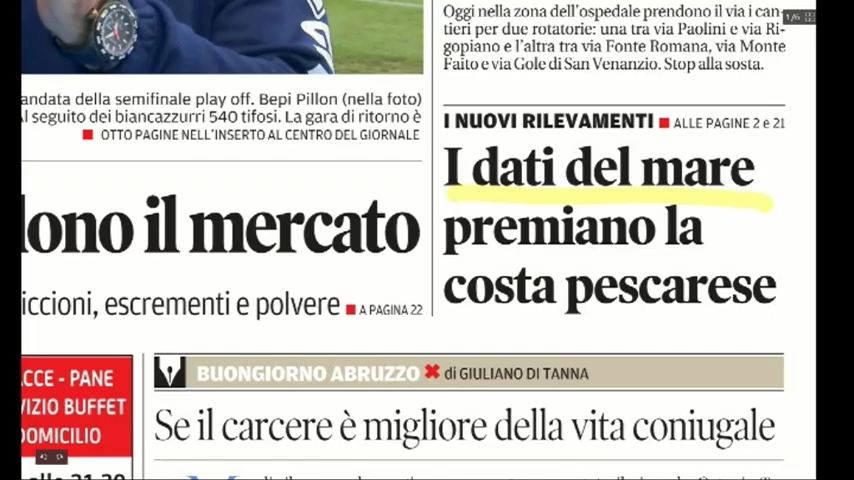 Oggi nella zona dell'ospedale prendono il via i can-
tieri per due rotatorie: una tra via Paolini e via Ri-
gopiano e l'altra tra via Fonte Romana, via Monte
Faito e via Gole di San Venanzio. Stop alla sosta.
1/6
andata della semifinale play off. Bepi Pillon (nella foto)
Al seguito dei biancazzurri 540 tifosi. La gara di ritorno è
OTTO PAGINE NELL'INSERTO AL CENTRO DEL GIORNALE
I NUOVI RILEVAMENTI ALLE PAGINE 2 e 21
I dati del mare
premiano la
costa pescarese
dono il mercato
iccioni, escrementi e polvere A PAGINA 22
CCE - PANE
VIZIO BUFFET
DOMICILIO
BUONGIORNO ABRUZZO di GIULIANO DI TANNA
Se il carcere è migliore della vita coniugale